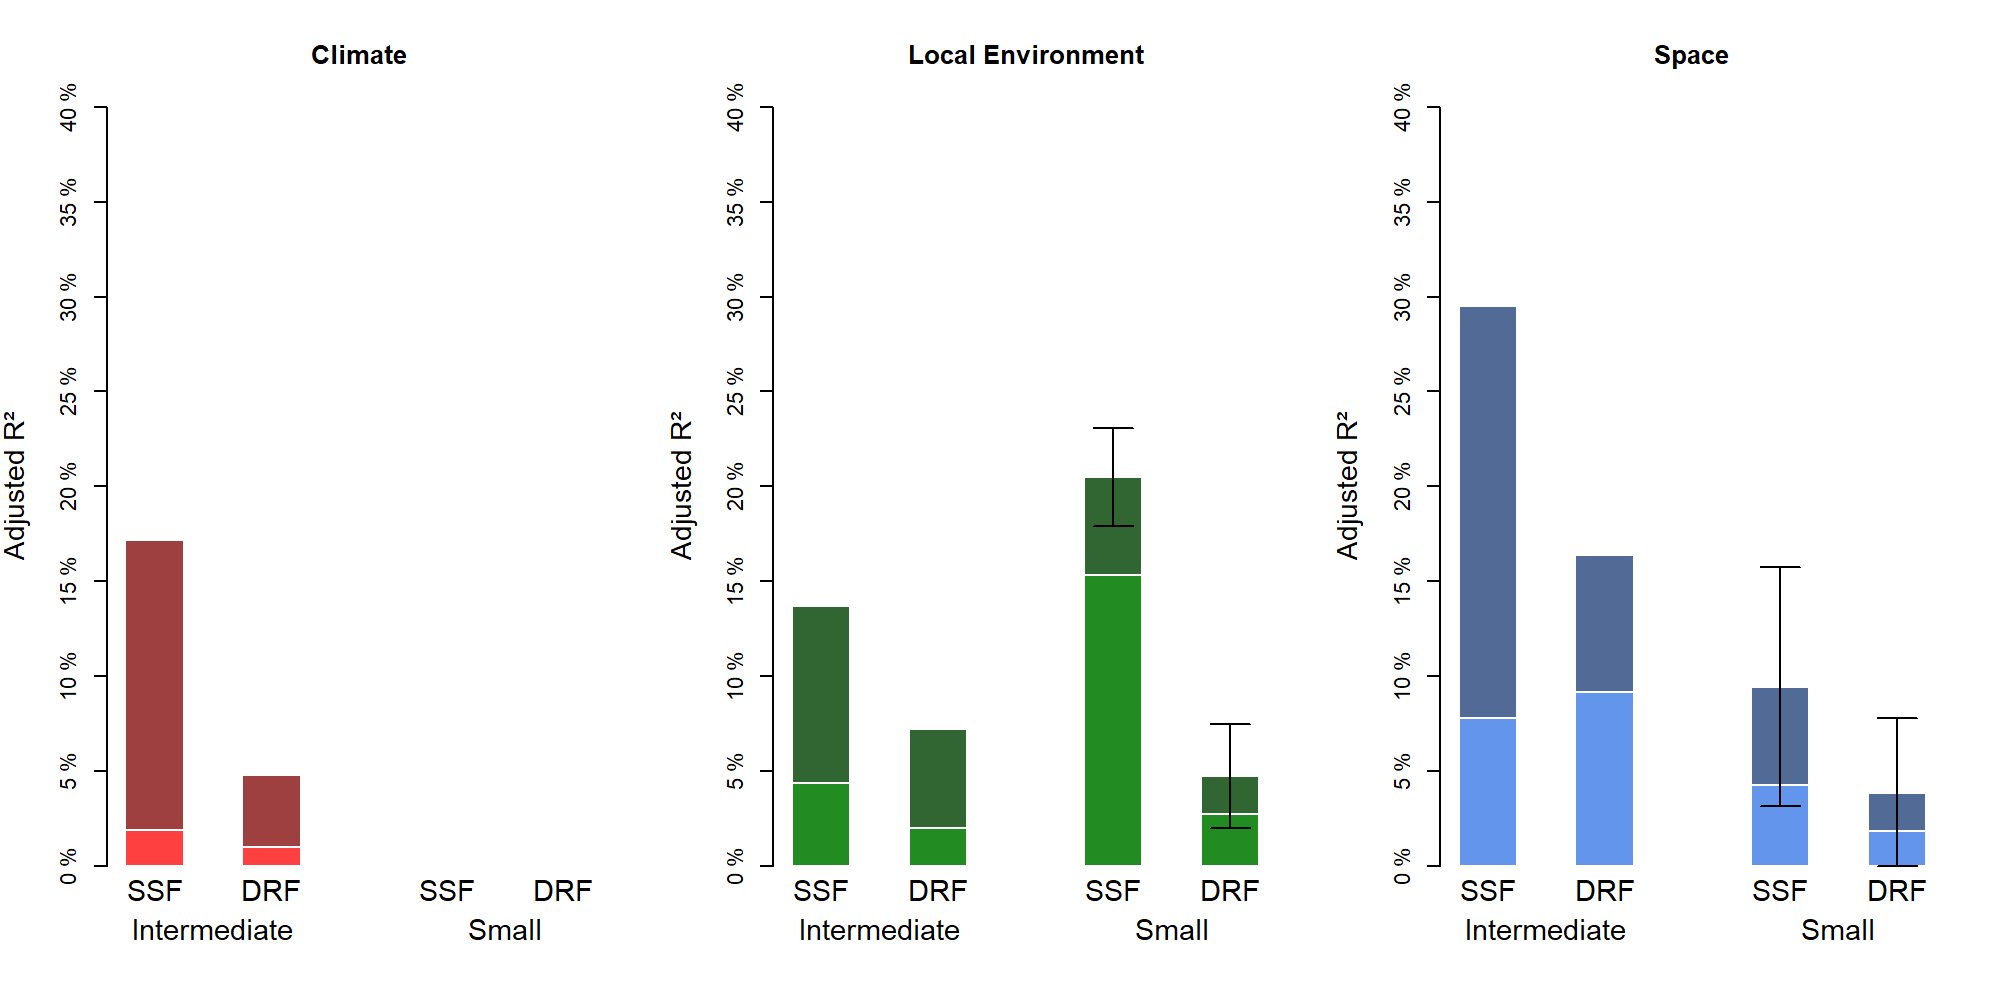 Climate
Adjusted R²
40 %
35 %
30 %
25 %
20 %
15 %
10 %
5 %
0 %
SSF DRF SSF DRF
Intermediate Small
Local Environment
Adjusted R²
40 %
35 %
30 %
25 %
20 %
15 %
10 %
5 %
0 %
SSF DRF SSF DRF
Intermediate Small
Space
Adjusted R²
40 %
35 %
30 %
25 %
20 %
15 %
10 %
5 %
0 %
SSF DRF SSF DRF
Intermediate Small